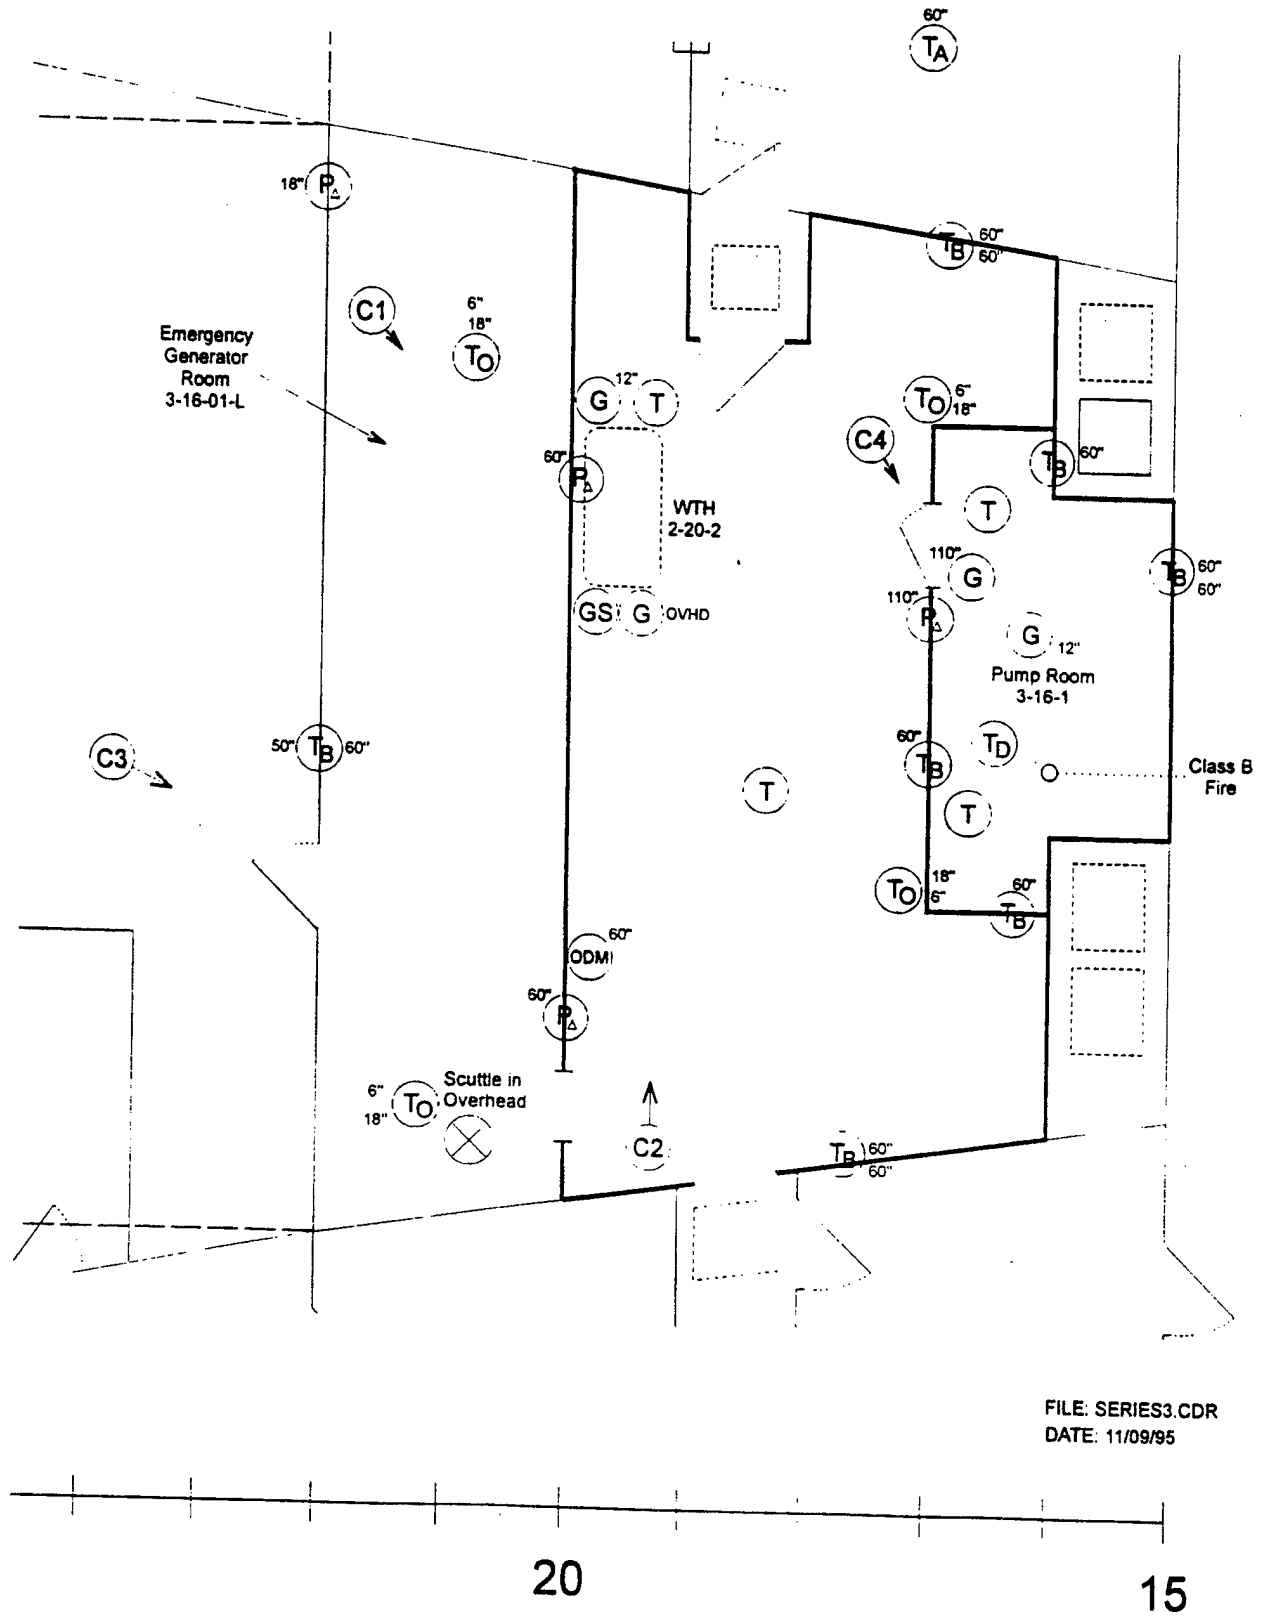 60"
TA
18" PΔ
TB 60"
60"
C1
6"
18"
TO
Emergency
Generator
Room
3-16-01-L
12"
G T
TO 6"
18"
C4
60"
PΔ
TB 60"
WTH
2-20-2
T
110"
G
TB 60"
60"
110"
PΔ
GS G OVHD
G 12"
Pump Room
3-16-1
50" TB 60"
C3
60"
TB
TD
Class B
Fire
T
T
TO 18"
6"
60"
TB
60"
ODM
60"
PΔ
Scuttle in
Overhead
6"
18"
TO
C2
TB 60"
60"
FILE: SERIES3.CDR
DATE: 11/09/95
20
15